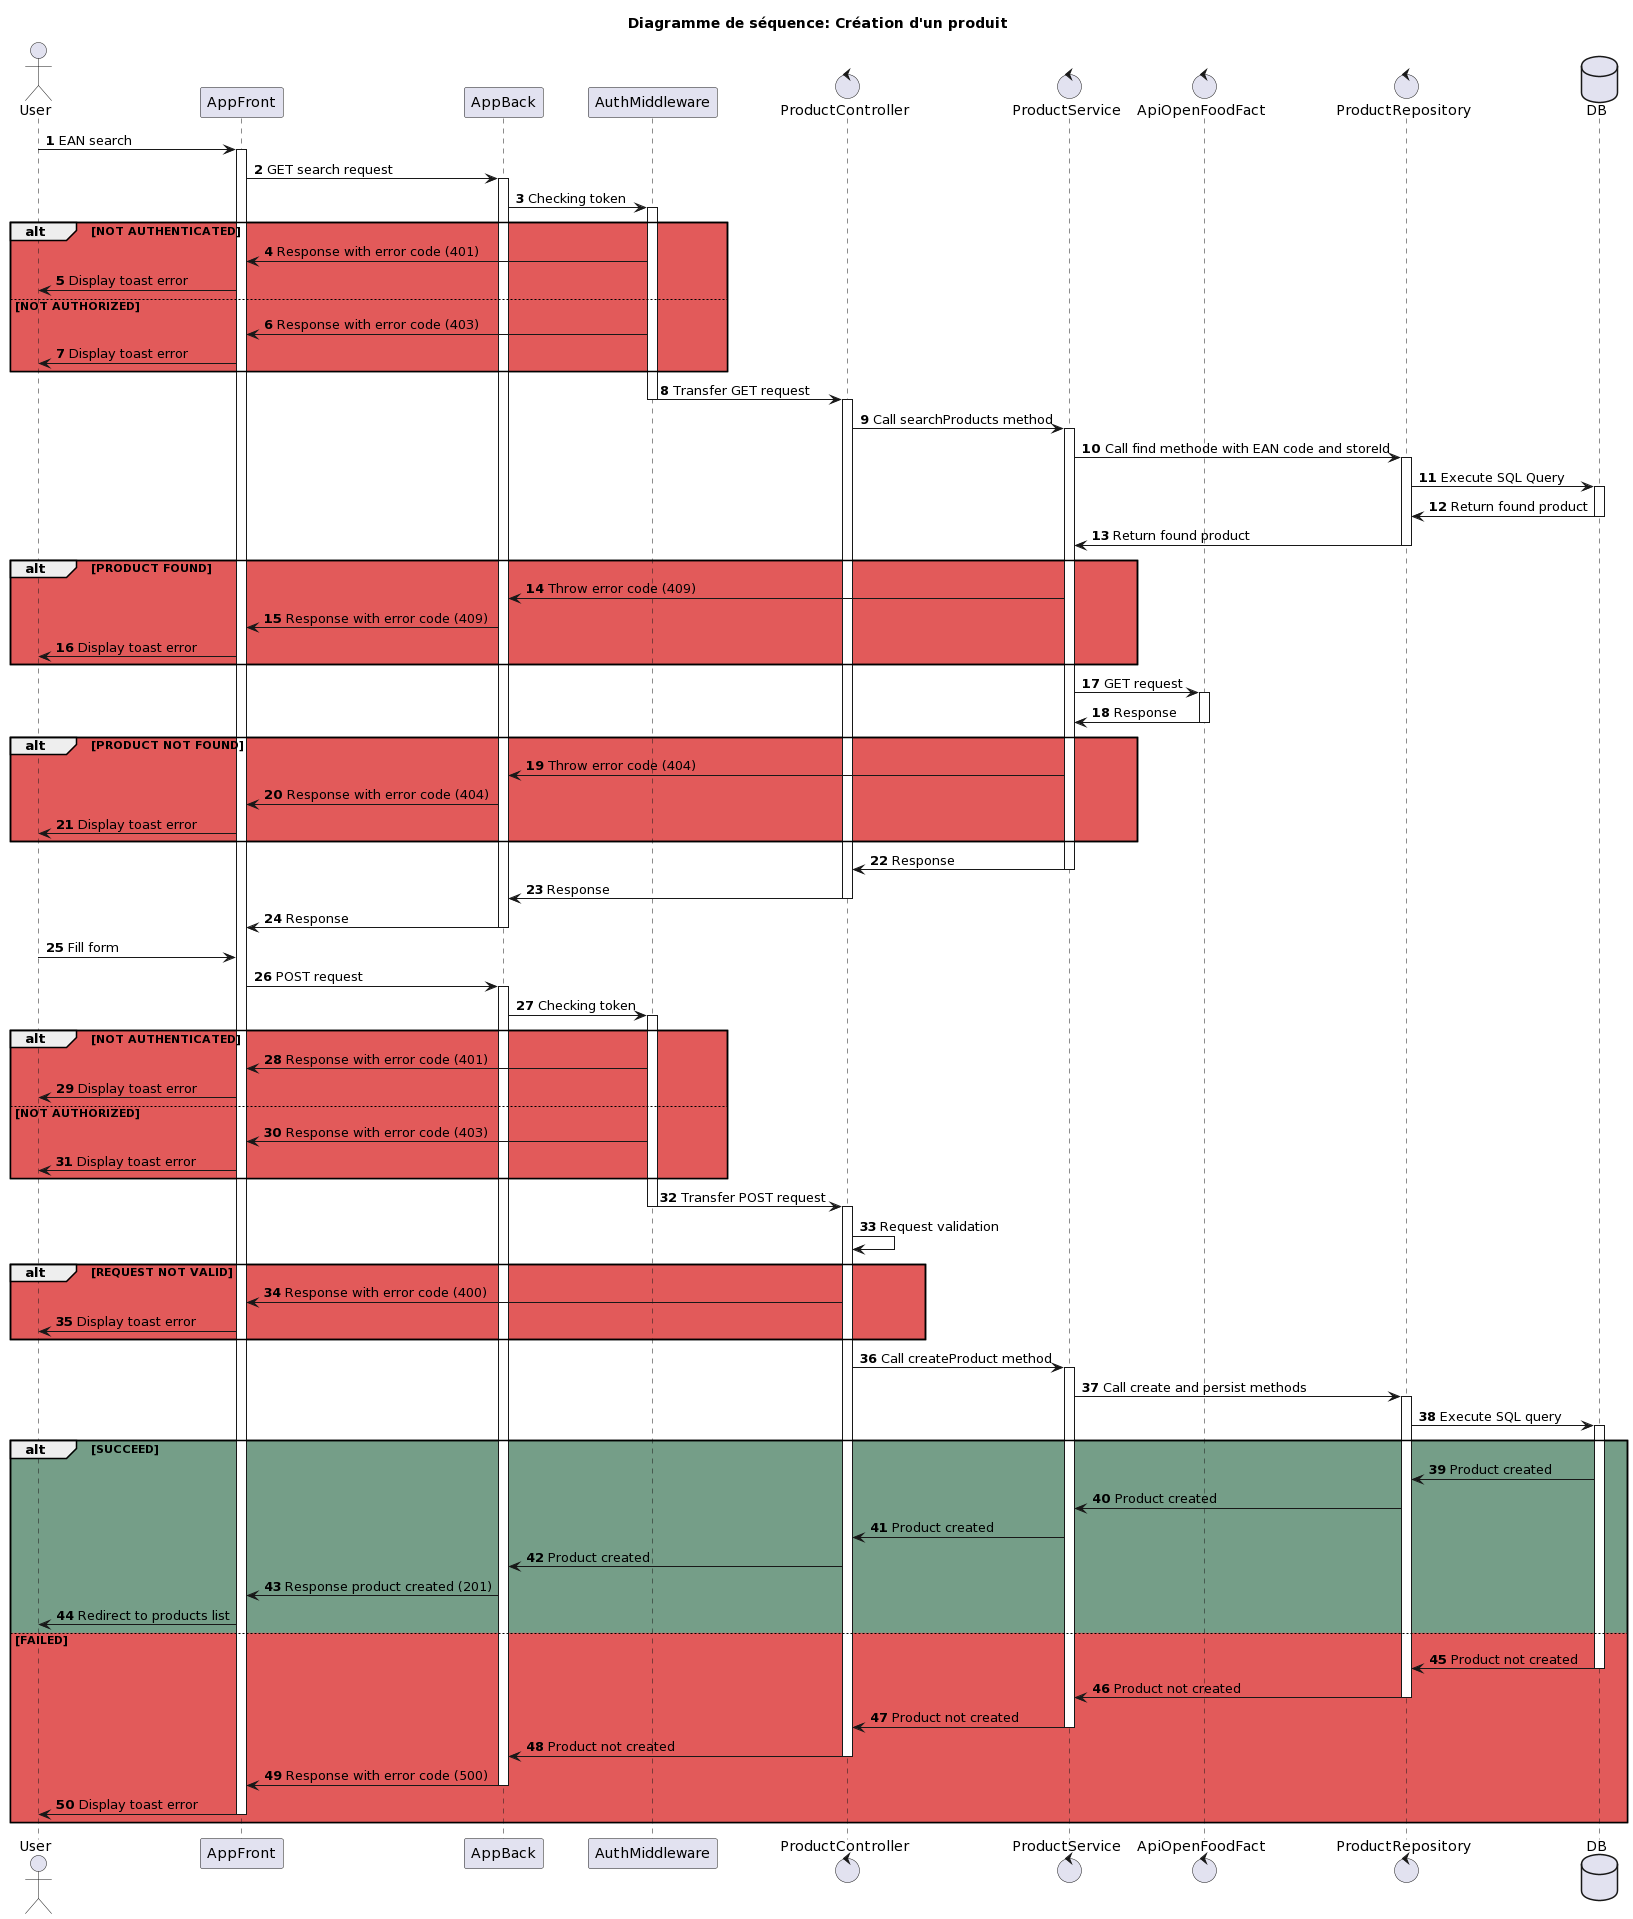 Diagramme de séquence: Création d'un produit
User
AppFront
AppBack
AuthMiddleware
ProductController
ProductService
ApiOpenFoodFact
ProductRepository
DB
1 EAN search
2 GET search request
3 Checking token
alt [NOT AUTHENTICATED]
4 Response with error code (401)
5 Display toast error
[NOT AUTHORIZED]
6 Response with error code (403)
7 Display toast error
8 Transfer GET request
9 Call searchProducts method
10 Call find methode with EAN code and storeId
11 Execute SQL Query
12 Return found product
13 Return found product
alt [PRODUCT FOUND]
14 Throw error code (409)
15 Response with error code (409)
16 Display toast error
17 GET request
18 Response
alt [PRODUCT NOT FOUND]
19 Throw error code (404)
20 Response with error code (404)
21 Display toast error
22 Response
23 Response
24 Response
25 Fill form
26 POST request
27 Checking token
alt [NOT AUTHENTICATED]
28 Response with error code (401)
29 Display toast error
[NOT AUTHORIZED]
30 Response with error code (403)
31 Display toast error
32 Transfer POST request
33 Request validation
alt [REQUEST NOT VALID]
34 Response with error code (400)
35 Display toast error
36 Call createProduct method
37 Call create and persist methods
38 Execute SQL query
alt [SUCCEED]
39 Product created
40 Product created
41 Product created
42 Product created
43 Response product created (201)
44 Redirect to products list
[FAILED]
45 Product not created
46 Product not created
47 Product not created
48 Product not created
49 Response with error code (500)
50 Display toast error
User
AppFront
AppBack
AuthMiddleware
ProductController
ProductService
ApiOpenFoodFact
ProductRepository
DB